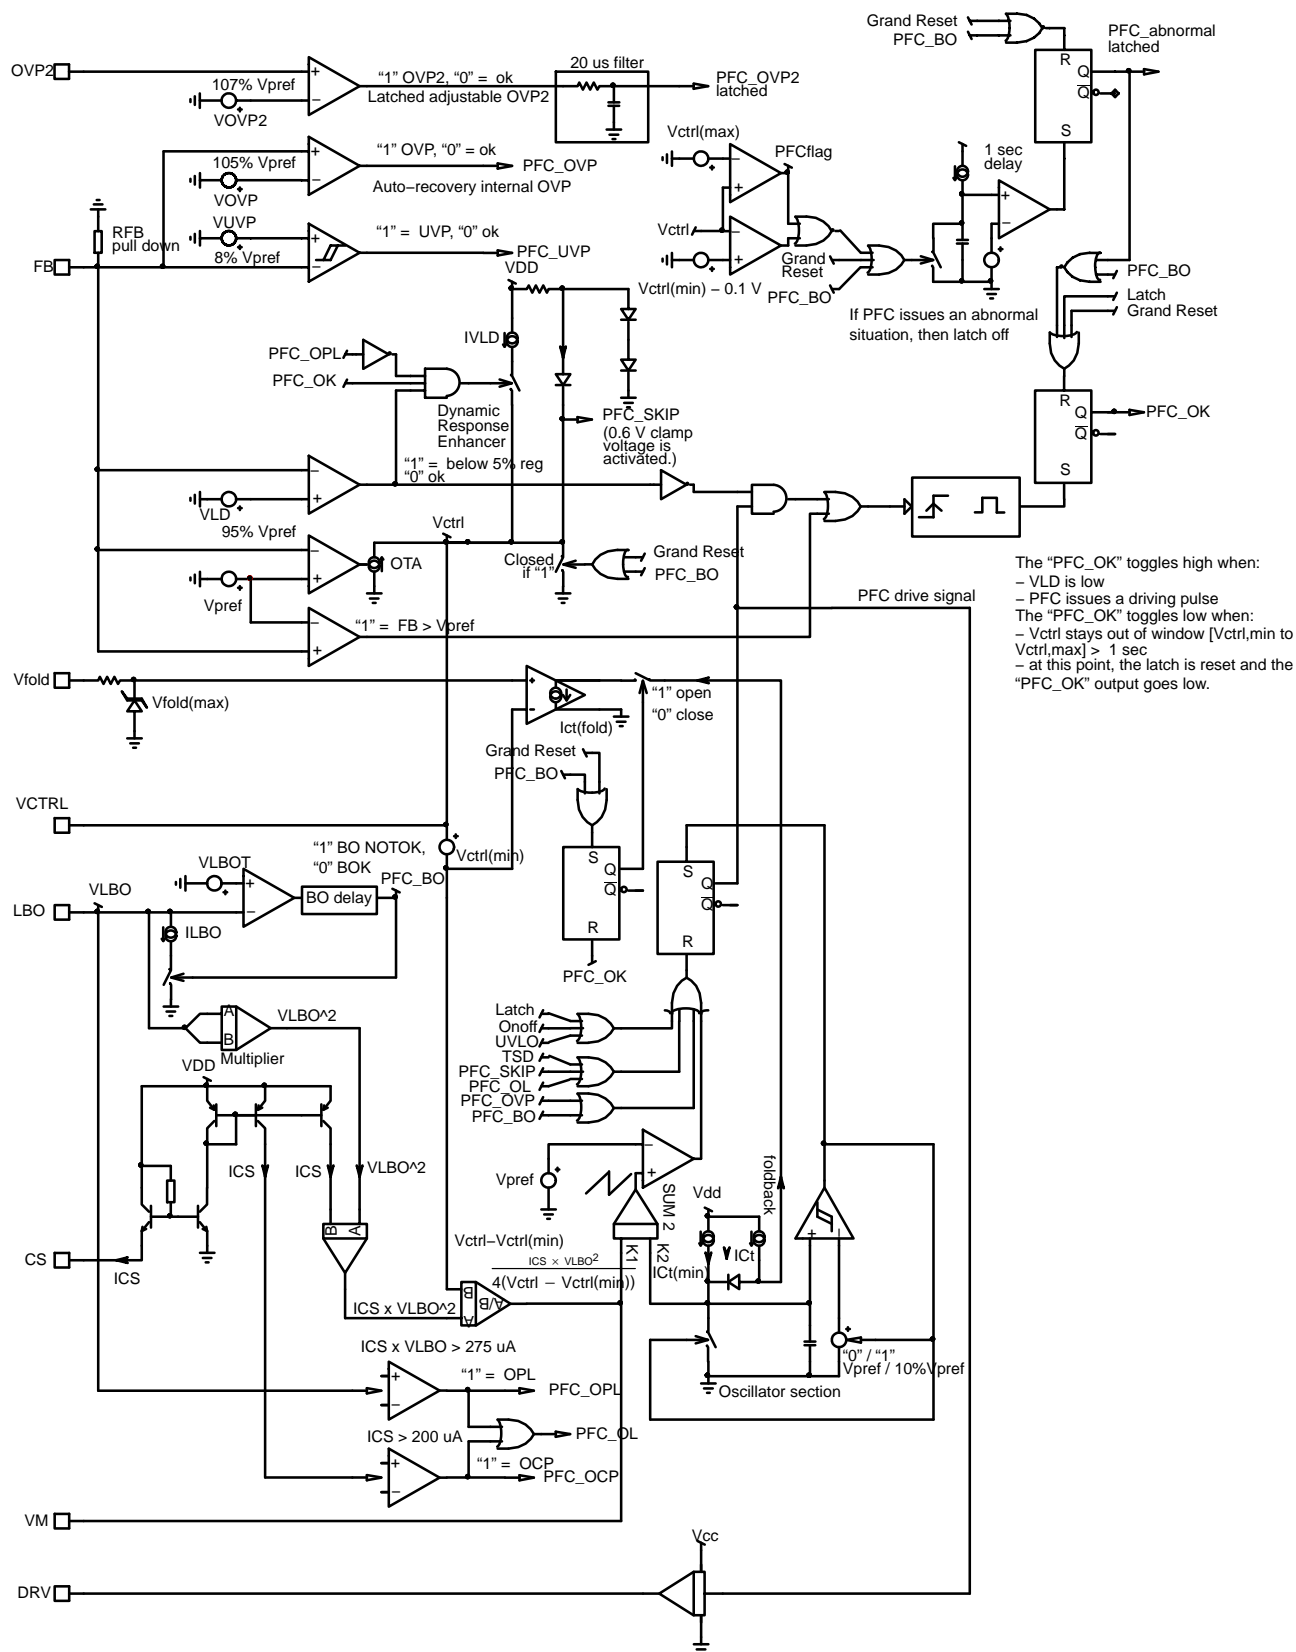 Grand Reset
PFC_BO
PFC_abnormal
latched
R
Q
Q
S
OVP2
+
107% Vpref
−
VOVP2
“1” OVP2, “0” = ok
Latched adjustable OVP2
20 us filter
PFC_OVP2
latched
+
105% Vpref
−
VOVP
“1” OVP, “0” = ok
PFC_OVP
Auto−recovery internal OVP
Vctrl(max)
PFCflag
−
+
Vctrl
−
+
Vctrl(min) − 0.1 V
Grand
Reset
PFC_BO
1 sec
delay
+
−
If PFC issues an abnormal
situation, then latch off
RFB
pull down
VUVP
+
8% Vpref
−
FB
“1” = UVP, “0” ok
PFC_UVP
VDD
PFC_BO
Latch
Grand Reset
R
Q
Q
S
PFC_OK
IVLD
PFC_OPL
PFC_OK
Dynamic
Response
Enhancer
PFC_SKIP
(0.6 V clamp
voltage is
activated.)
−
+
VLD
95% Vpref
“1” = below 5% reg
“0” ok
Vctrl
−
+
Vpref
OTA
Closed
if “1”
Grand Reset
PFC_BO
−
+
“1” = FB > Vpref
PFC drive signal
The “PFC_OK” toggles high when:
− VLD is low
− PFC issues a driving pulse
The “PFC_OK” toggles low when:
− Vctrl stays out of window [Vctrl,min to
Vctrl,max] > 1 sec
− at this point, the latch is reset and the
“PFC_OK” output goes low.
Vfold
Vfold(max)
+
−
Ict(fold)
“1” open
“0” close
Grand Reset
PFC_BO
S
Q
Q
R
PFC_OK
S
Q
Q
R
VCTRL
Vctrl(min)
“1” BO NOTOK,
“0” BOK
VLBOT
+
−
BO delay
PFC_BO
VLBO
LBO
ILBO
A
B
Multiplier
VLBO^2
Latch
Onoff
UVLO
TSD
PFC_SKIP
PFC_OL
PFC_OVP
PFC_BO
VDD
ICS
ICS
VLBO^2
B
A
CS
ICS
Vpref
−
+
SUM 2
K1
K2
foldback
Vdd
ICt
ICt(min)
+
−
Vctrl−Vctrl(min)
ICS × VLBO²
4(Vctrl − Vctrl(min))
B
A
A/B
ICS x VLBO^2
“0” / “1”
Vpref / 10%Vpref
Oscillator section
ICS x VLBO > 275 uA
+
−
“1” = OPL
PFC_OPL
ICS > 200 uA
PFC_OL
+
−
“1” = OCP
PFC_OCP
VM
Vcc
DRV